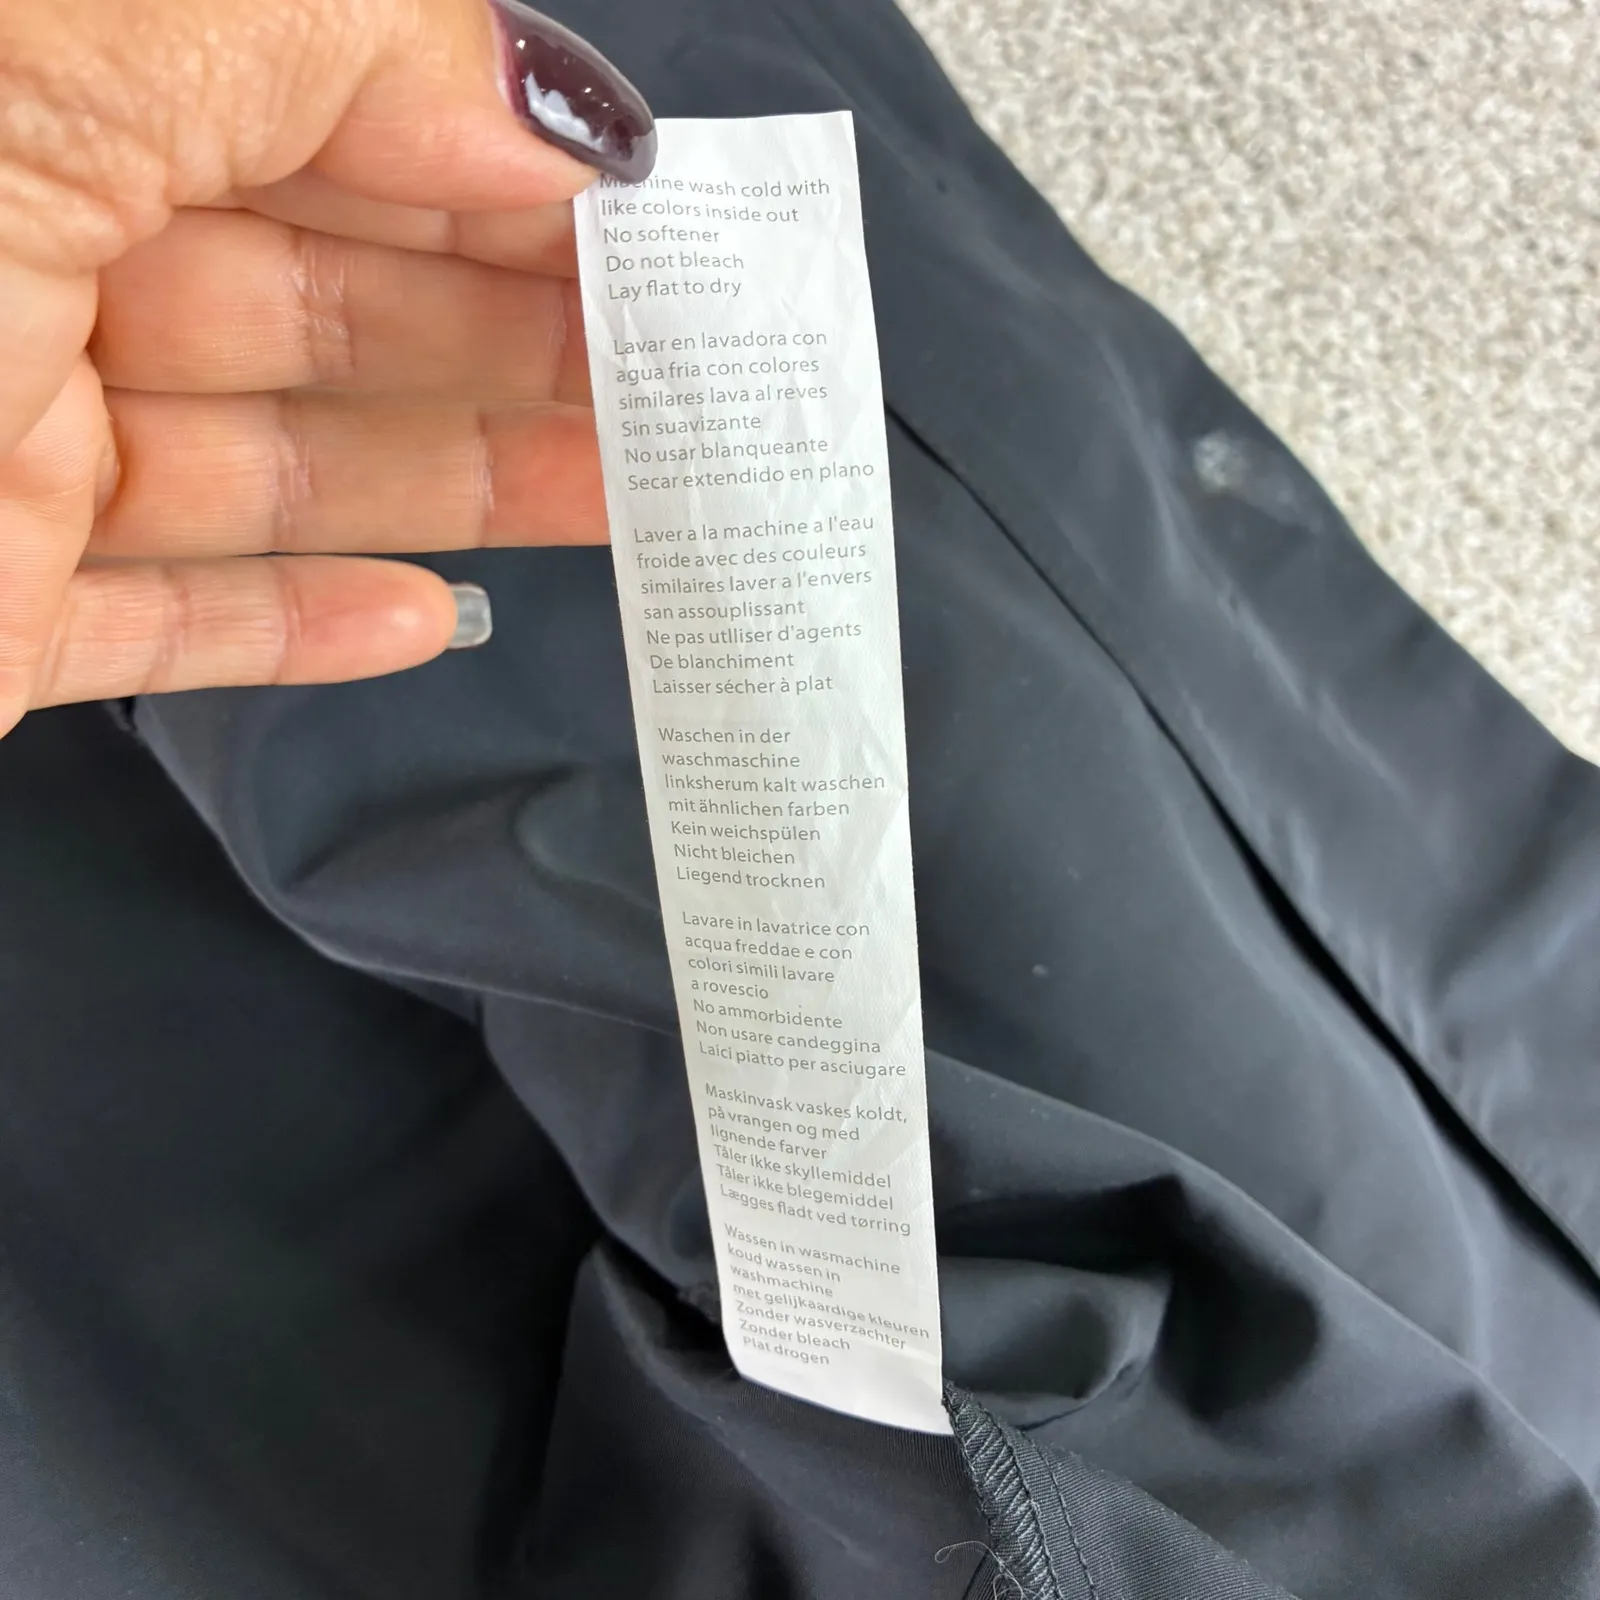 Machine wash cold with
like colors inside out
No softener
Do not bleach
Lay flat to dry
Lavar en lavadora con
agua fria con colores
similares lava al reves
Sin suavizante
No usar blanqueante
Secar extendido en plano
Laver a la machine a l'eau
froide avec des couleurs
similaires laver a l'envers
san assouplissant
Ne pas utlliser d'agents
De blanchiment
Laisser sécher à plat
Waschen in der
waschmaschine
linksherum kalt waschen
mit ähnlichen farben
Kein weichspülen
Nicht bleichen
Liegend trocknen
Lavare in lavatrice con
acqua freddae e con
colori simili lavare
a rovescio
No ammorbidente
Non usare candeggina
Laici piatto per asciugare
Maskinvask vaskes koldt,
på vrangen og med
lignende farver
Tåler ikke skyllemiddel
Tåler ikke blegemiddel
Lægges fladt ved tørring
Wassen in wasmachine
koud wassen in
washmachine
met gelijkaardige kleuren
Zonder wasverzachter
Zonder bleach
Plat drogen